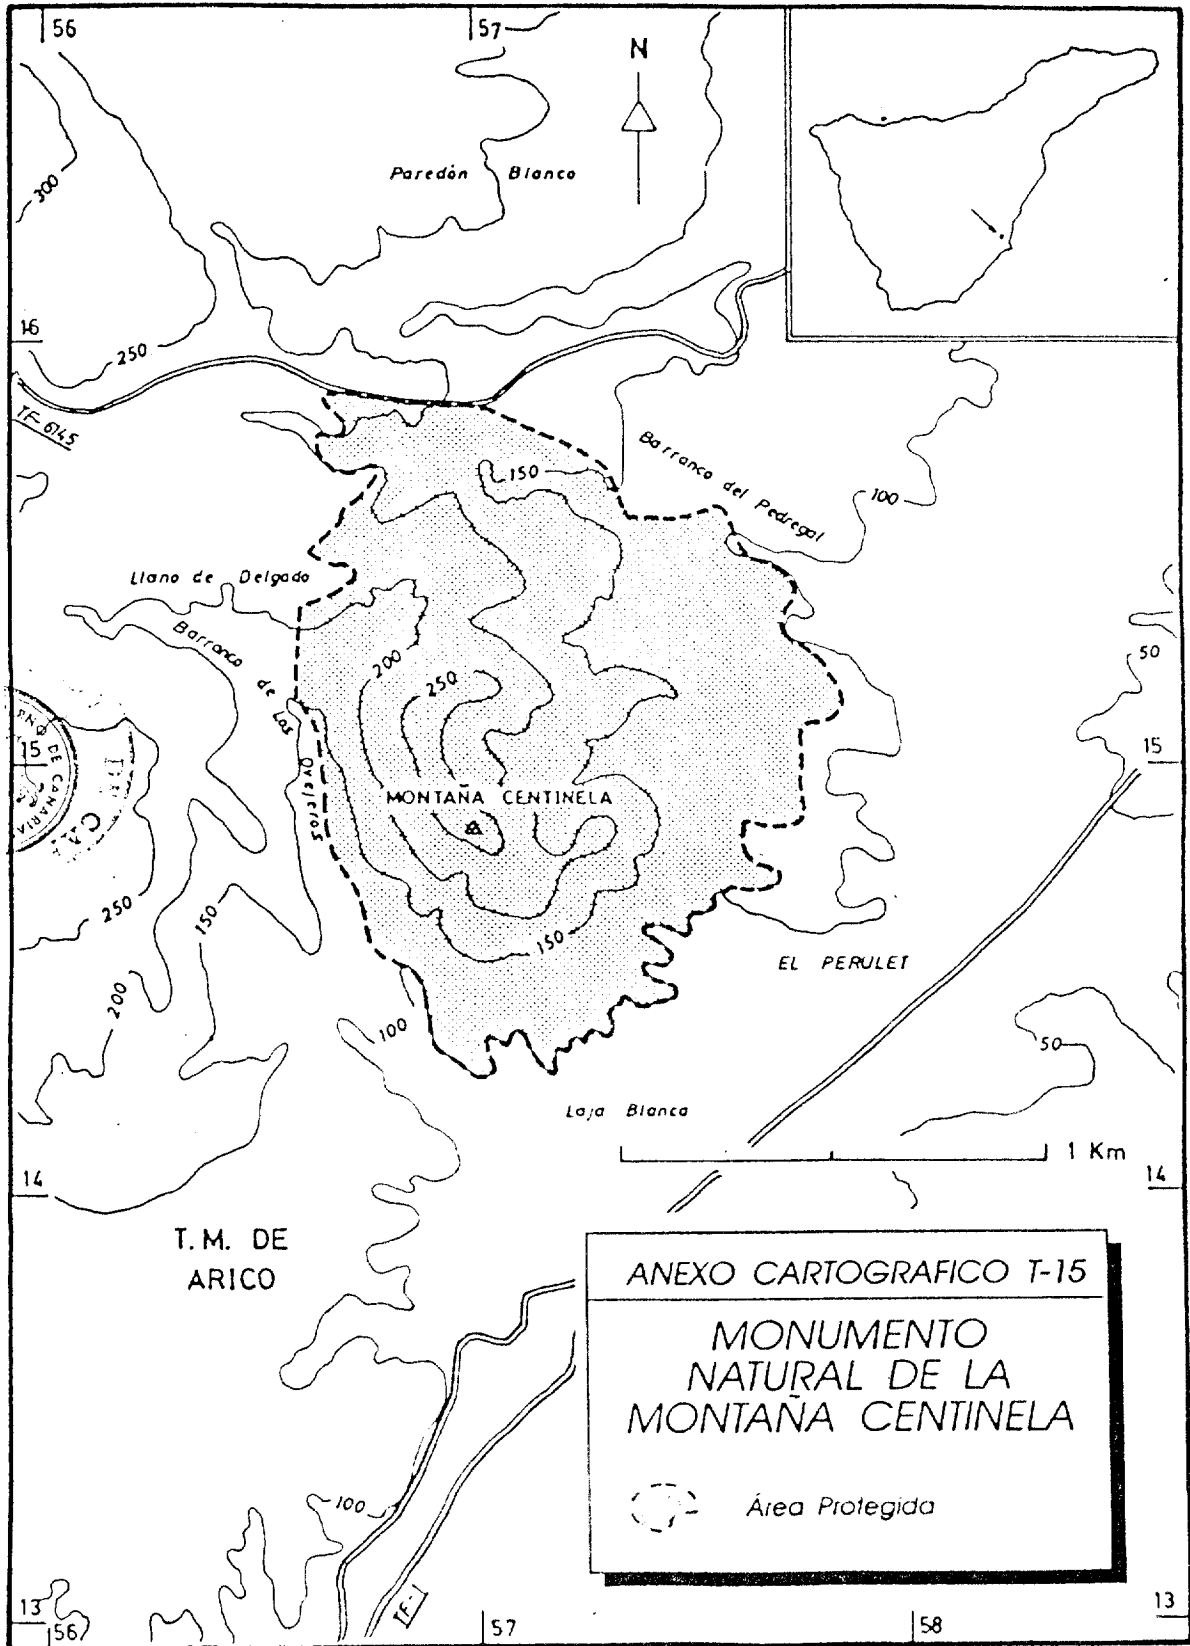 56
57
N
300
Paredón Blanco
16
250
TF-6145
150
Barranco del Pedregal
100
Llano de Delgado
Barranco de Las Ovejeras
200
250
50
15
15
MONTAÑA CENTINELA
DE CANARIA
250
150
150
200
EL PERULET
100
50
Laja Blanca
1 Km
14
14
T.M. DE
ARICO
ANEXO CARTOGRAFICO T-15
MONUMENTO
NATURAL DE LA
MONTAÑA CENTINELA
Área Protegida
100
TF-1
13
13
56
57
58